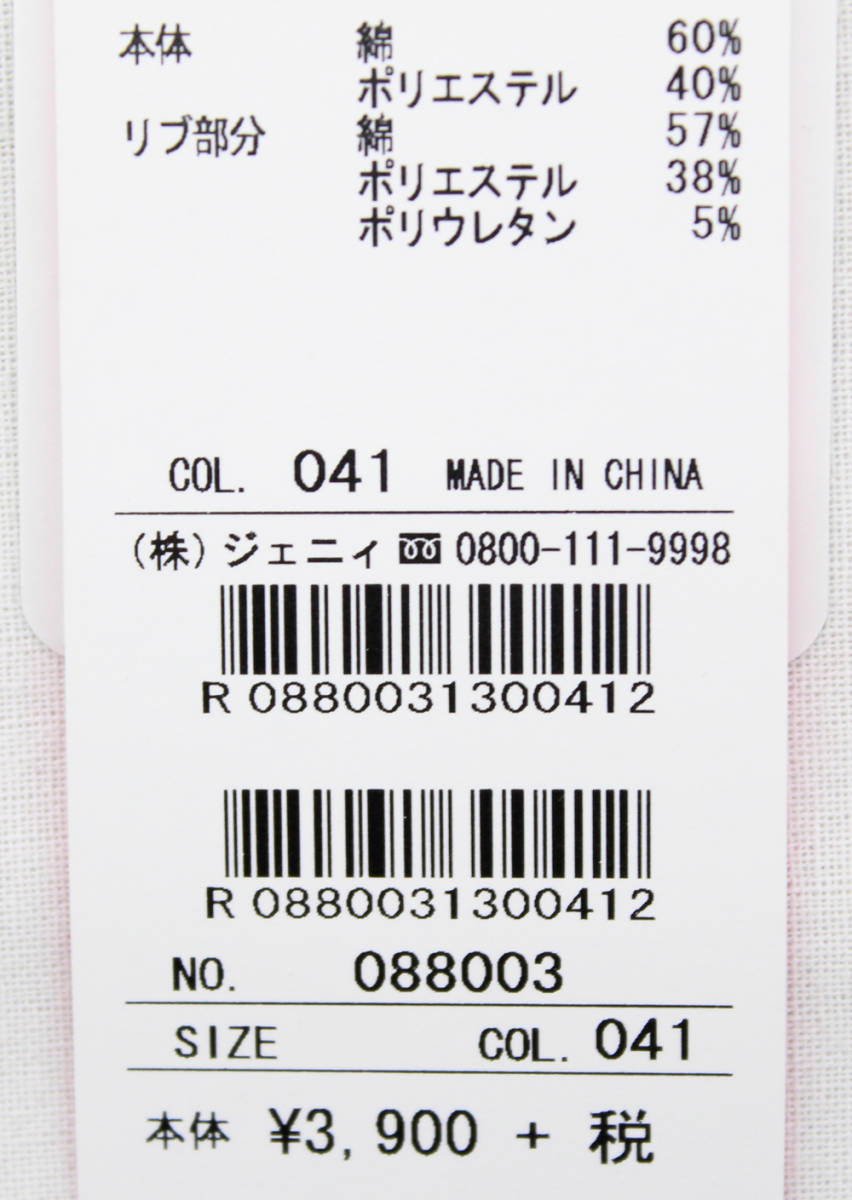 本体 綿 60%
ポリエステル 40%
リブ部分 綿 57%
ポリエステル 38%
ポリウレタン 5%
COL. 041 MADE IN CHINA
(株)ジェニィ 0800-111-9998
R 0880031300412
R 0880031300412
NO. 088003
SIZE COL. 041
本体 ¥3,900 + 税